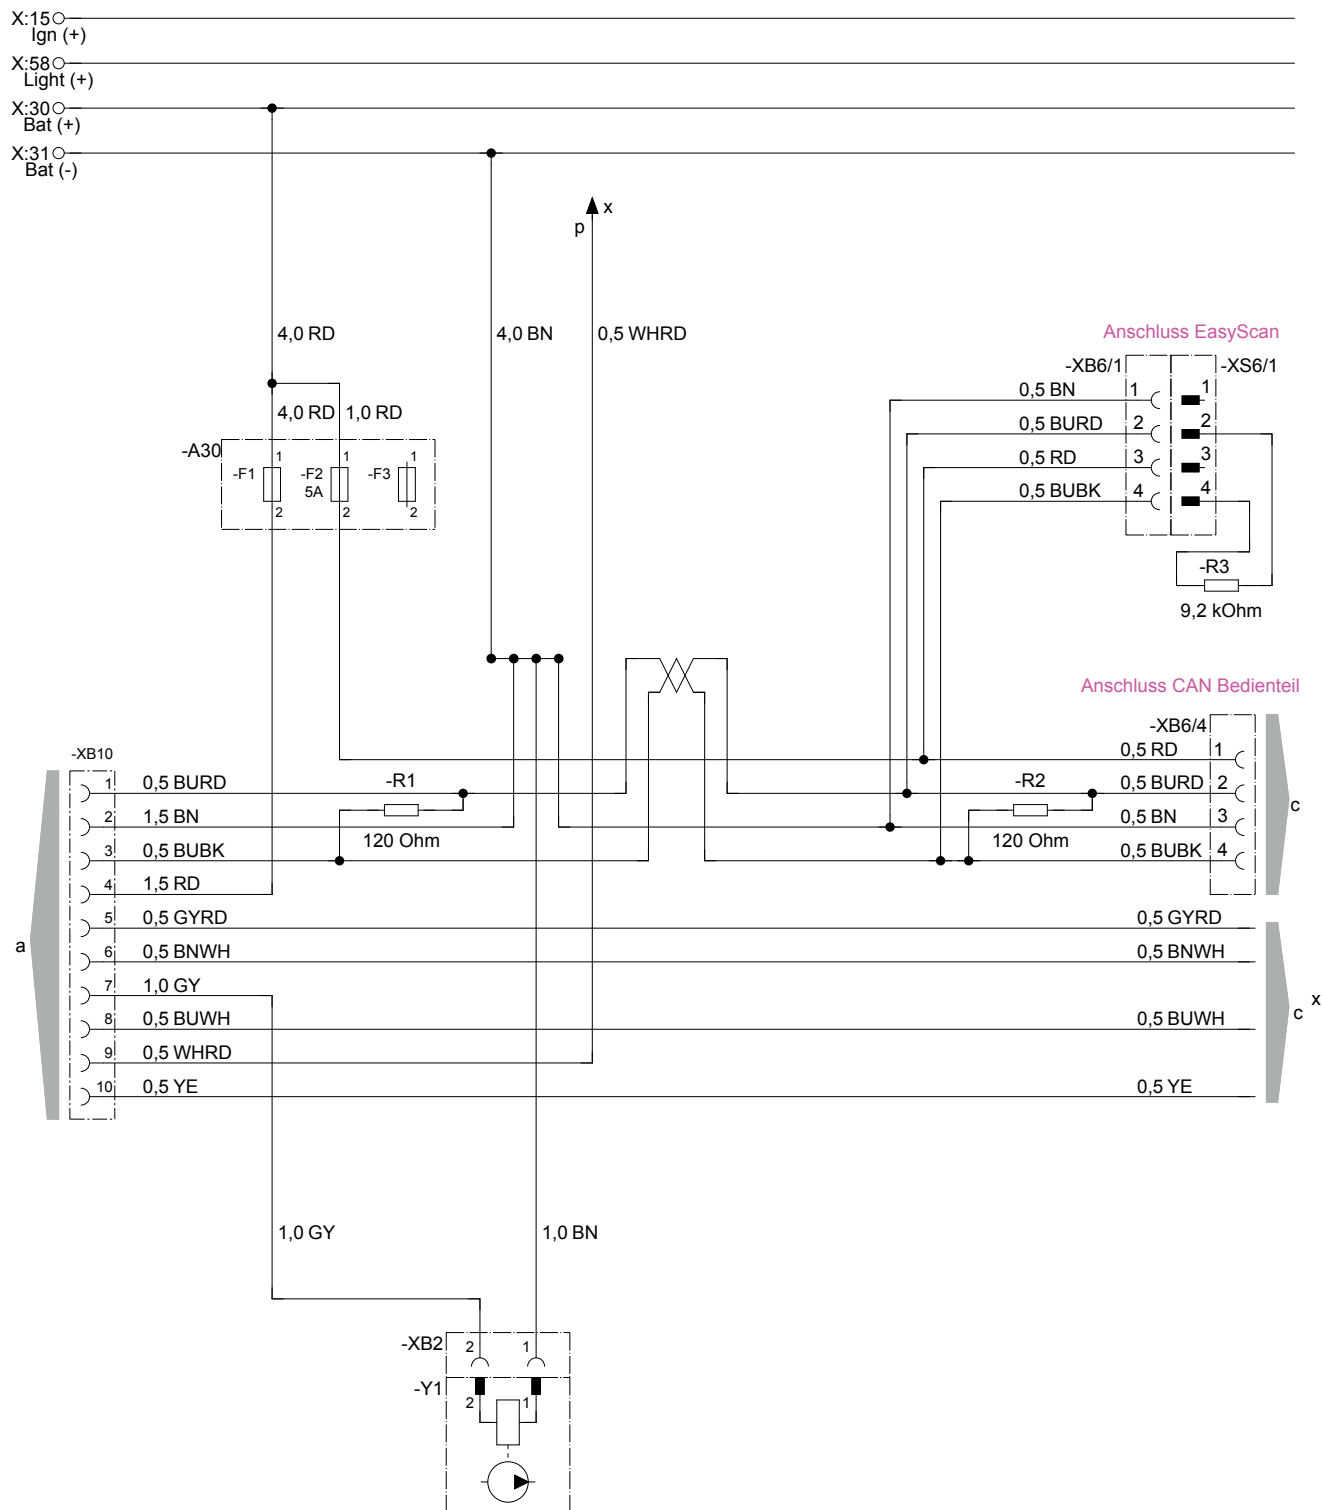 X:15
Ign (+)
X:58
Light (+)
X:30
Bat (+)
X:31
Bat (-)
x
p
4,0 RD
4,0 BN
0,5 WHRD
Anschluss EasyScan
-XB6/1
-XS6/1
0,5 BN
1
1
0,5 BURD
2
2
0,5 RD
3
3
0,5 BUBK
4
4
-R3
9,2 kOhm
4,0 RD
1,0 RD
-A30
1
1
1
-F1
-F2
-F3
5A
2
2
2
Anschluss CAN Bedienteil
-XB6/4
0,5 RD
1
0,5 BURD
2
0,5 BN
3
0,5 BUBK
4
c
-XB10
1
0,5 BURD
-R1
120 Ohm
-R2
120 Ohm
2
1,5 BN
3
0,5 BUBK
4
1,5 RD
5
0,5 GYRD
0,5 GYRD
a
6
0,5 BNWH
0,5 BNWH
7
1,0 GY
8
0,5 BUWH
0,5 BUWH
c
x
9
0,5 WHRD
10
0,5 YE
0,5 YE
1,0 GY
1,0 BN
-XB2
2
1
-Y1
2
1